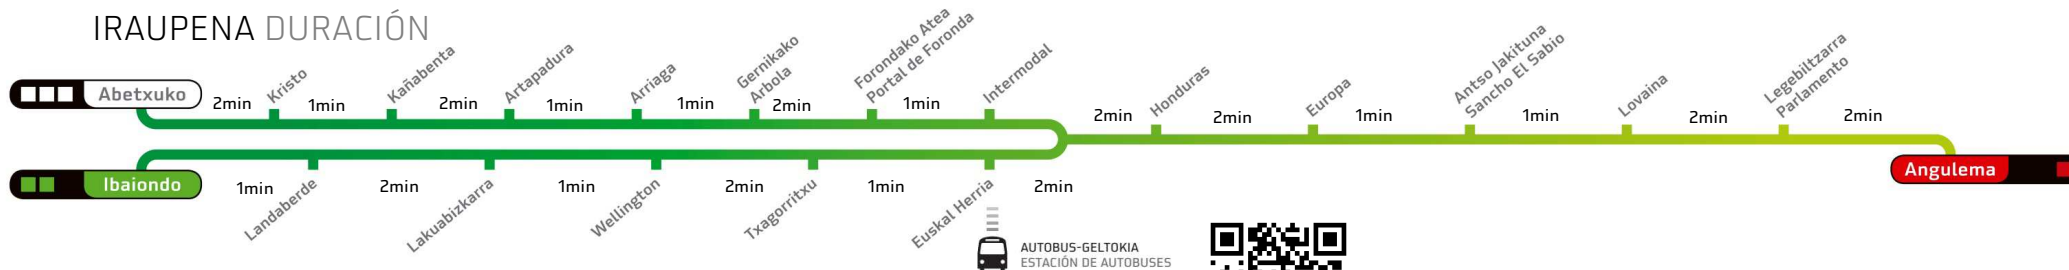 IRAUPENA DURACIÓN
Abetxuko
2min
Kristo
1min
Kañabenta
2min
Artapadura
1min
Arriaga
1min
Gernikako
Arbola
2min
Forondako Atea
Portal de Foronda
1min
Intermodal
2min
Honduras
2min
Europa
1min
Antso Jakituna
Sancho El Sabio
1min
Lovaina
2min
Legebiltzarra
Parlamento
2min
Angulema
Ibaiondo
1min
Landaberde
2min
Lakuabizkarra
1min
Wellington
2min
Txagorritxu
1min
Euskal Herria
2min
AUTOBUS-GELTOKIA
ESTACIÓN DE AUTOBUSES